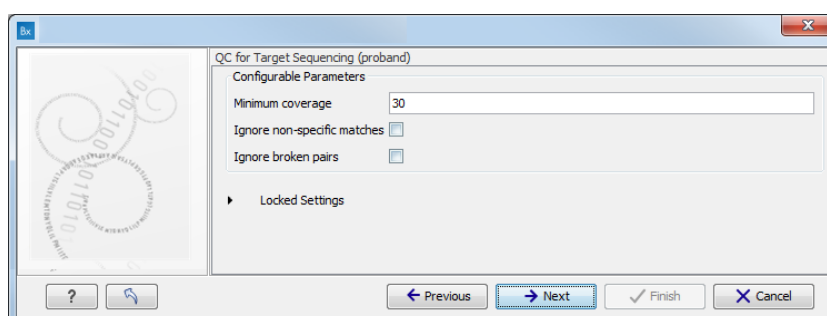 Bx
QC for Target Sequencing (proband)
Configurable Parameters
Minimum coverage 30
Ignore non-specific matches
Ignore broken pairs
Locked Settings
? Previous Next Finish Cancel